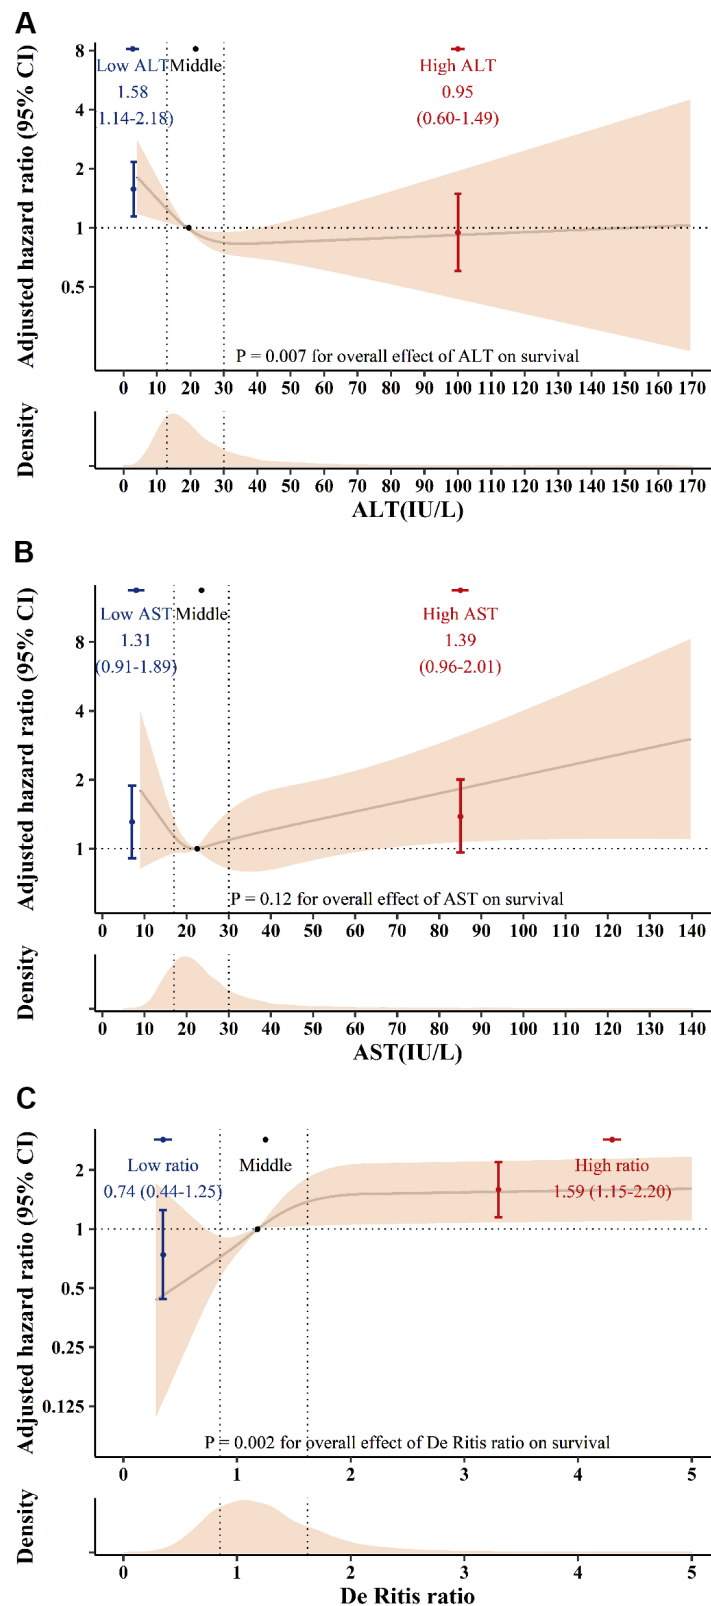 A
Adjusted hazard ratio (95% CI)
8
4
2
1
0.5
Low ALT Middle High ALT
1.58 0.95
1.14-2.18) (0.60-1.49)
P = 0.007 for overall effect of ALT on survival
0 10 20 30 40 50 60 70 80 90 100 110 120 130 140 150 160 170
Density
0 10 20 30 40 50 60 70 80 90 100 110 120 130 140 150 160 170
ALT(IU/L)
B
Adjusted hazard ratio (95% CI)
8
4
2
1
Low AST Middle High AST
1.31 1.39
(0.91-1.89) (0.96-2.01)
P = 0.12 for overall effect of AST on survival
0 10 20 30 40 50 60 70 80 90 100 110 120 130 140
Density
0 10 20 30 40 50 60 70 80 90 100 110 120 130 140
AST(IU/L)
C
Adjusted hazard ratio (95% CI)
2
1
0.5
0.25
0.125
Low ratio Middle High ratio
0.74 (0.44-1.25) 1.59 (1.15-2.20)
P = 0.002 for overall effect of De Ritis ratio on survival
0 1 2 3 4 5
Density
0 1 2 3 4 5
De Ritis ratio